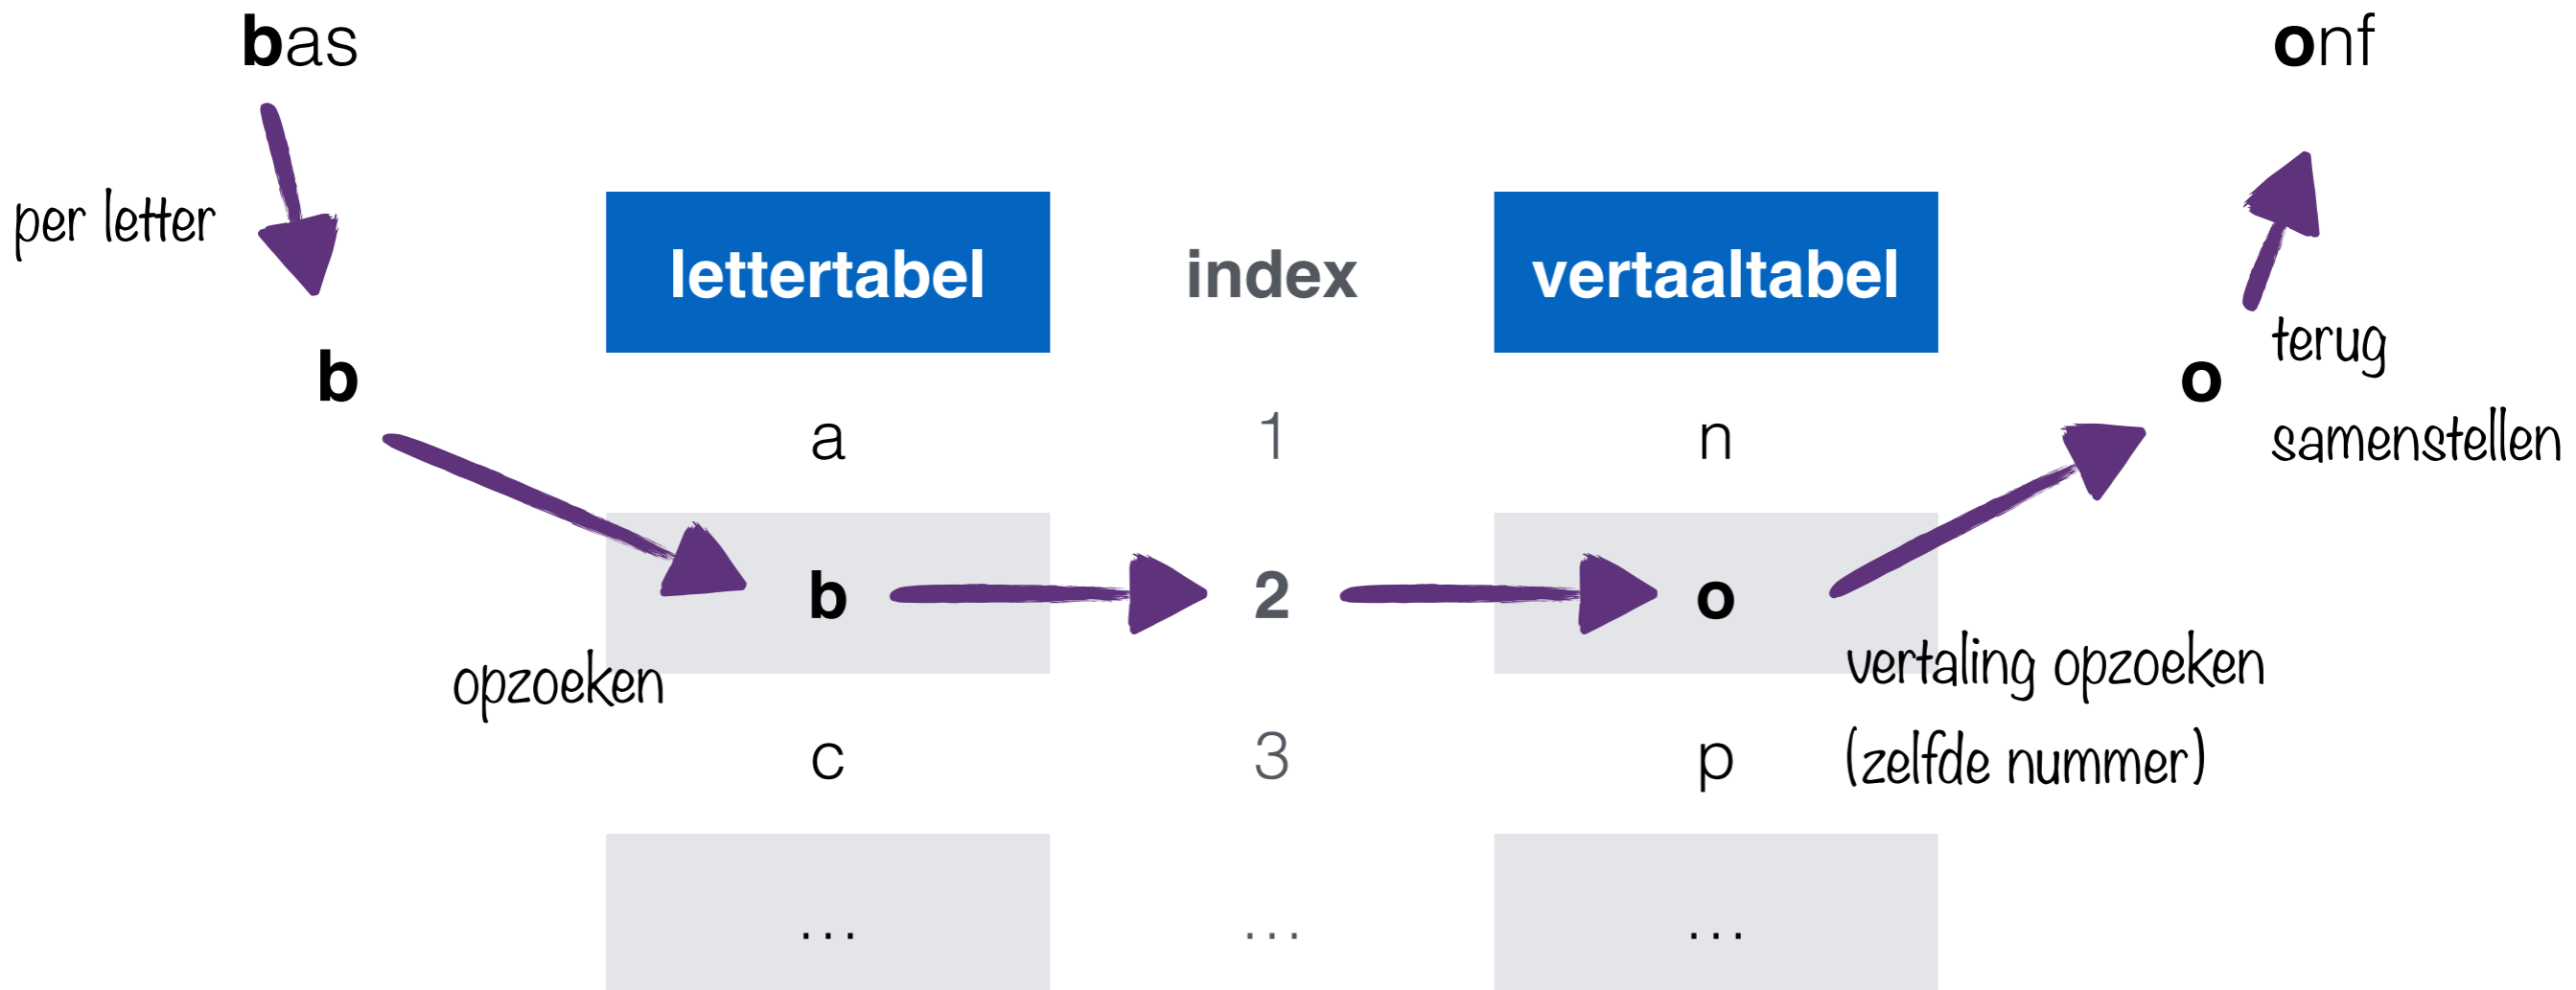 bas
onf
per letter
lettertabel index vertaaltabel
b
o
terug
samenstellen
a 1 n
b 2 o
opzoeken
vertaling opzoeken
(zelfde nummer)
c 3 p
... ... ...